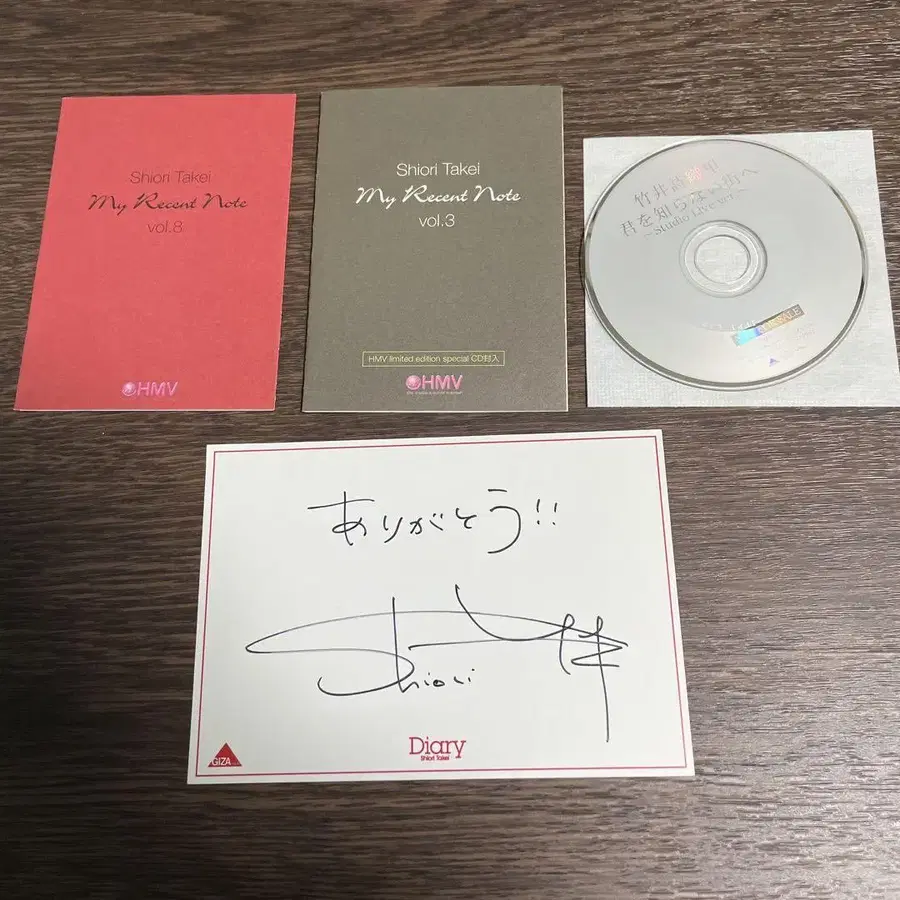 Shiori Takei
My Recent Note
vol.8
HMV
Shiori Takei
My Recent Note
vol.3
HMV limited edition special CD封入
HMV
竹井詩織里
君を知らない街へ
~Studio Live ver.~
ありがとう!!
Shiori
GIZA
Diary
Shiori Takei